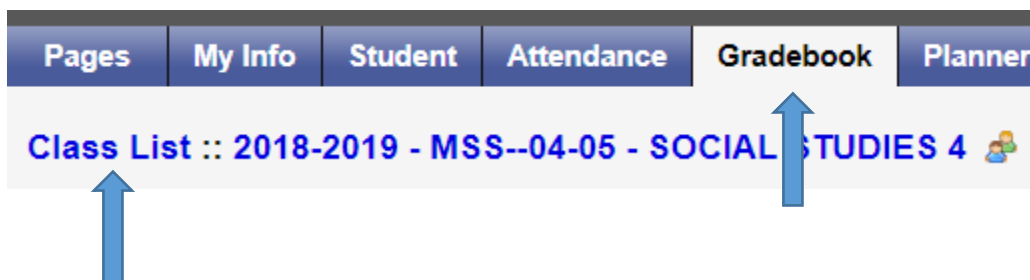 Pages My Info Student Attendance Gradebook Planner
Class List :: 2018-2019 - MSS--04-05 - SOCIAL STUDIES 4